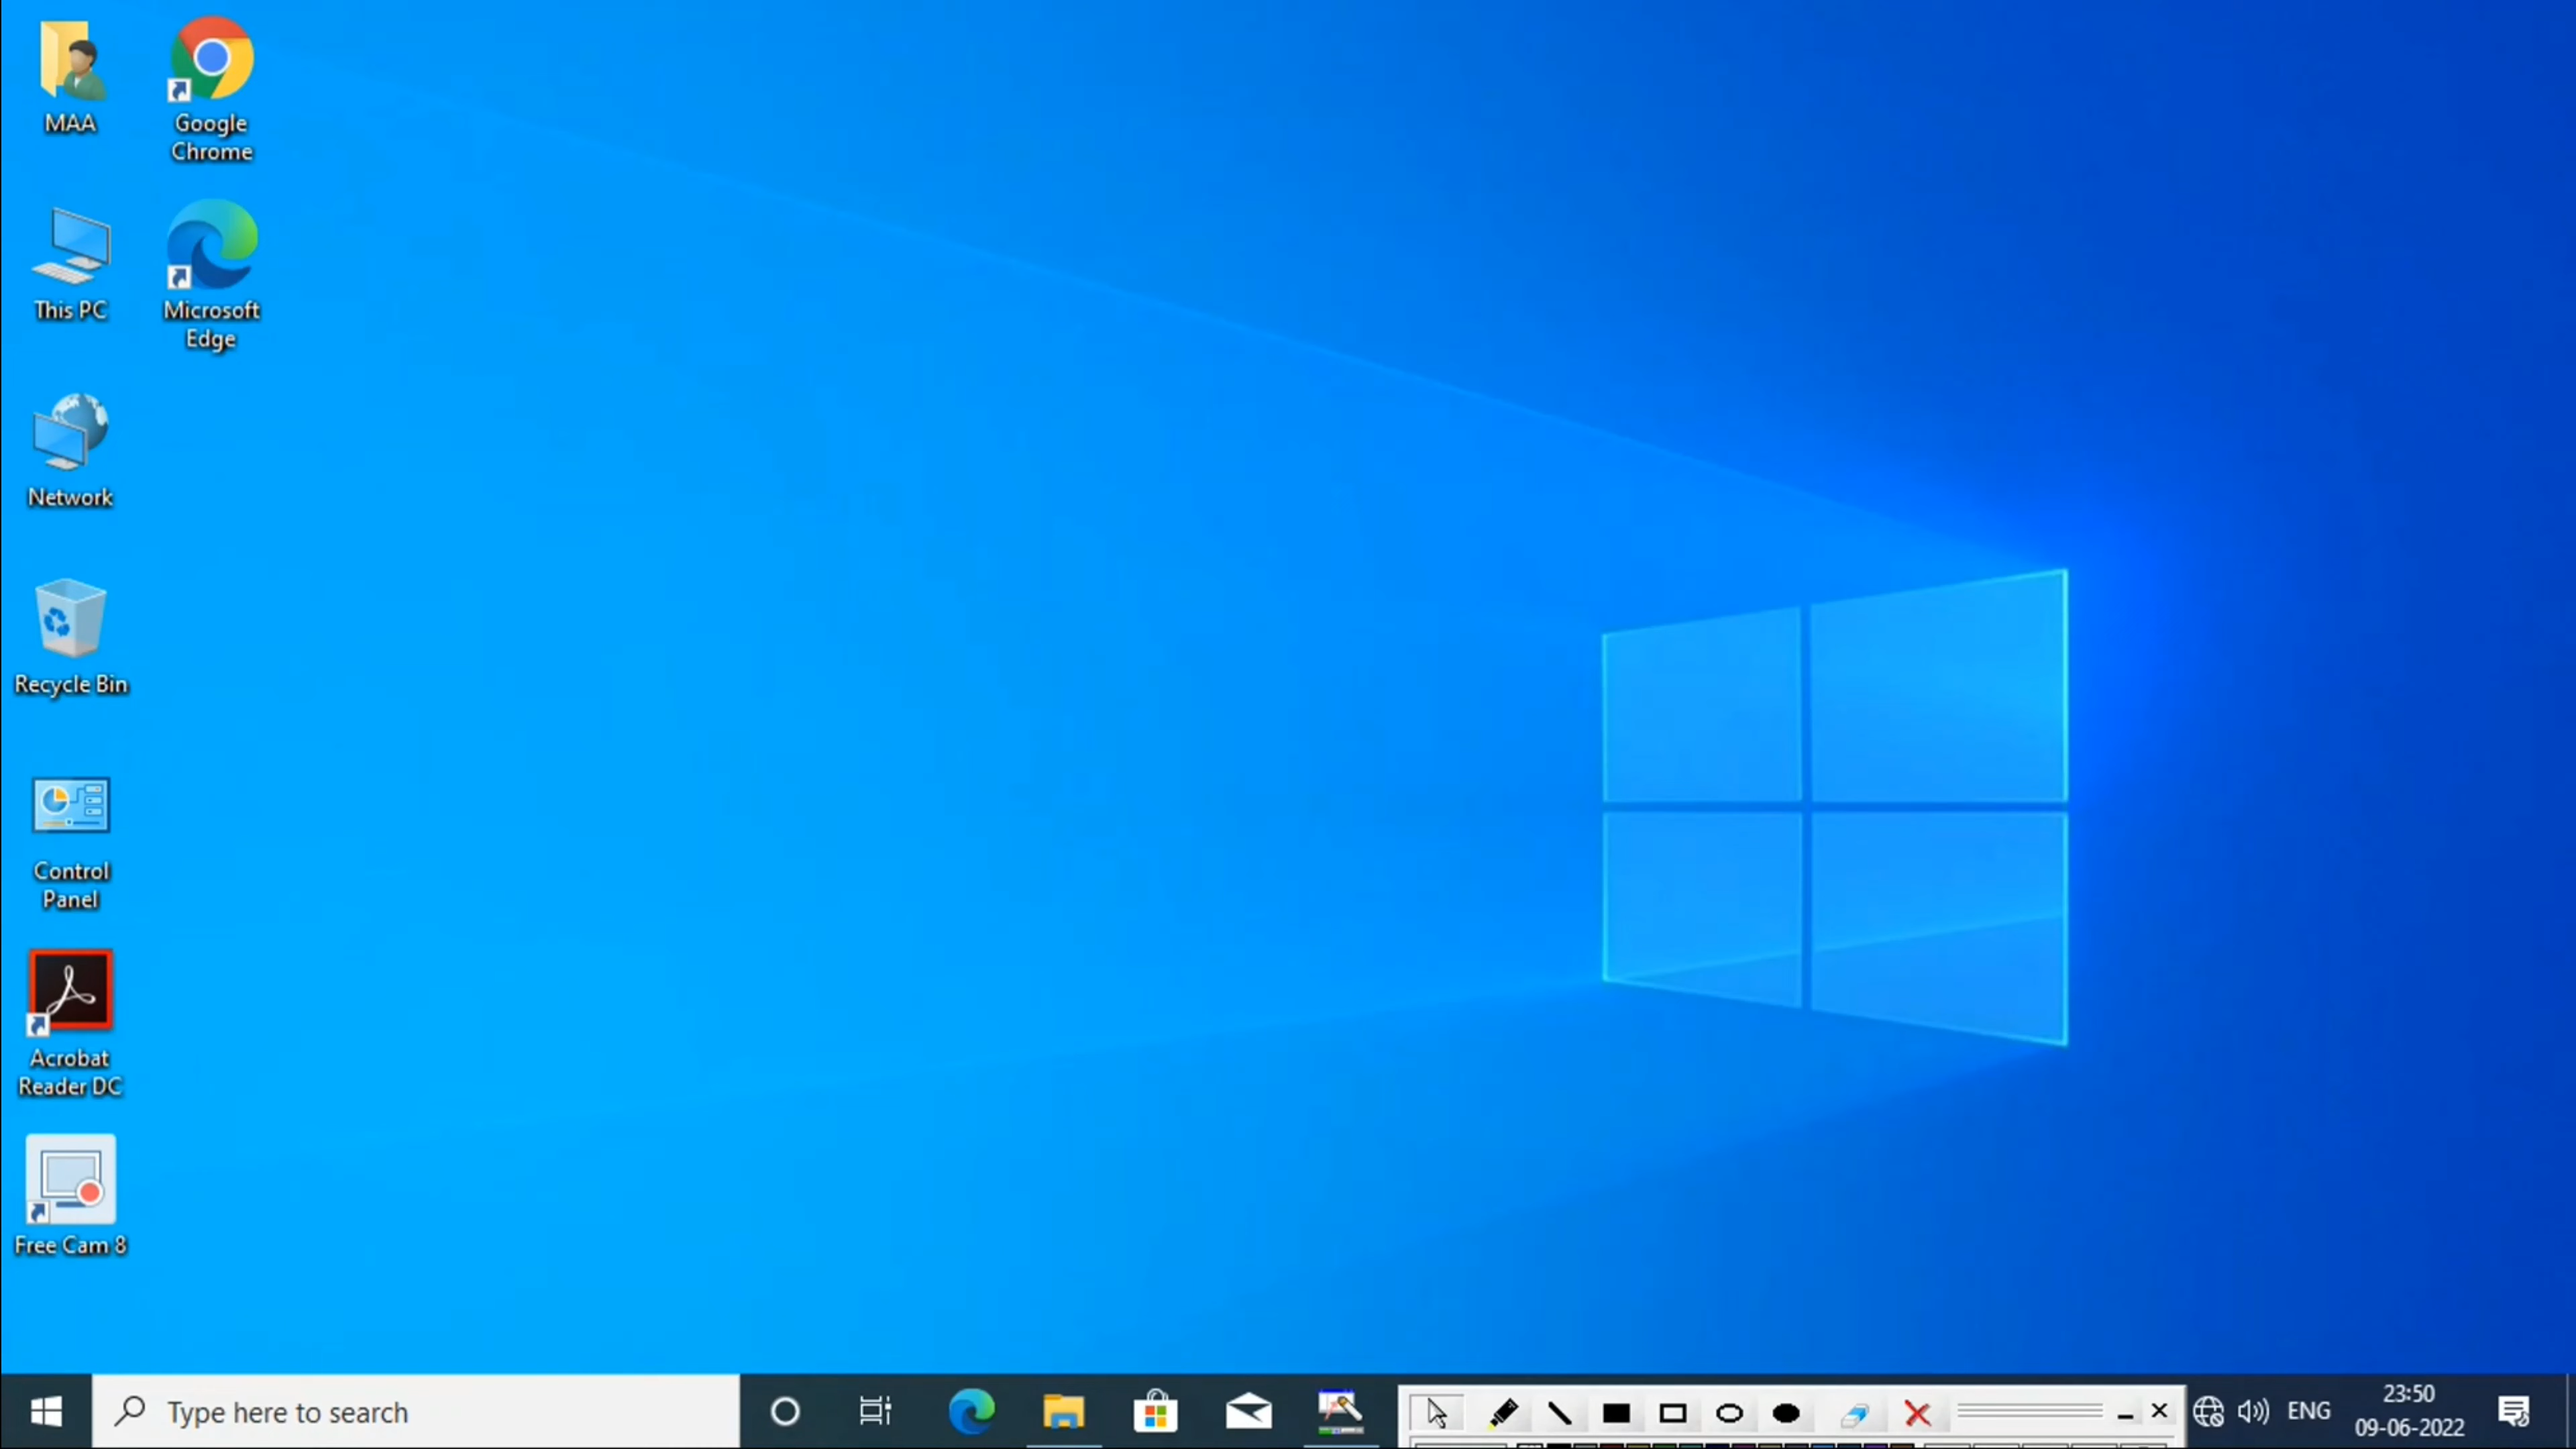 MAA
Google
Chrome
This PC
Microsoft
Edge
Network
Recycle Bin
Control
Panel
Acrobat
Reader DC
Free Cam 8
Type here to search
ENG
23:50
09-06-2022